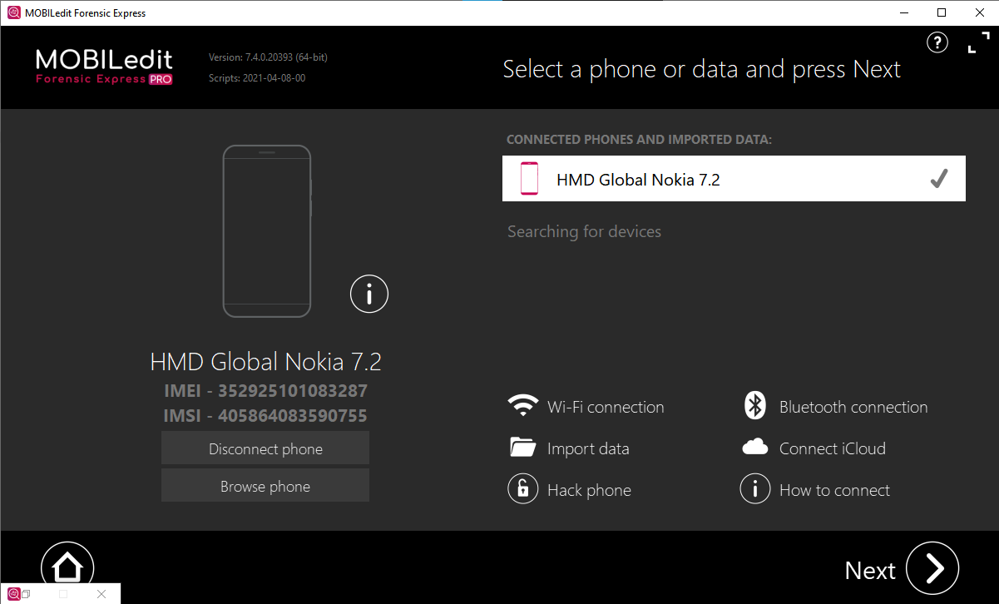 MOBILedit Forensic Express
MOBILedit
Forensic Express PRO
Version: 7.4.0.20393 (64-bit)
Scripts: 2021-04-08-00
Select a phone or data and press Next
?
CONNECTED PHONES AND IMPORTED DATA:
HMD Global Nokia 7.2
Searching for devices
HMD Global Nokia 7.2
IMEI - 352925101083287
IMSI - 405864083590755
Disconnect phone
Browse phone
Wi-Fi connection
Bluetooth connection
Import data
Connect iCloud
Hack phone
How to connect
Next